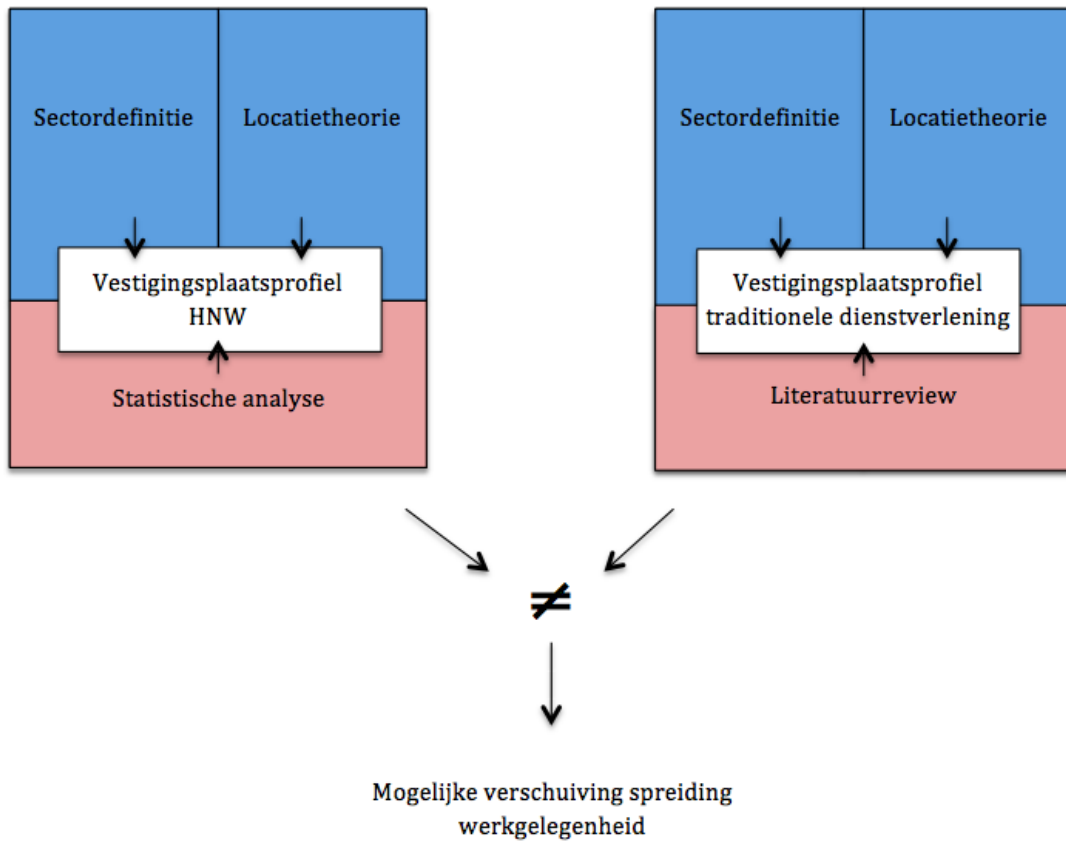 Sectordefinitie
Locatietheorie
Vestigingsplaatsprofiel
HNW
Statistische analyse
Sectordefinitie
Locatietheorie
Vestigingsplaatsprofiel
traditionele dienstverlening
Literatuurreview
≠
Mogelijke verschuiving spreiding
werkgelegenheid